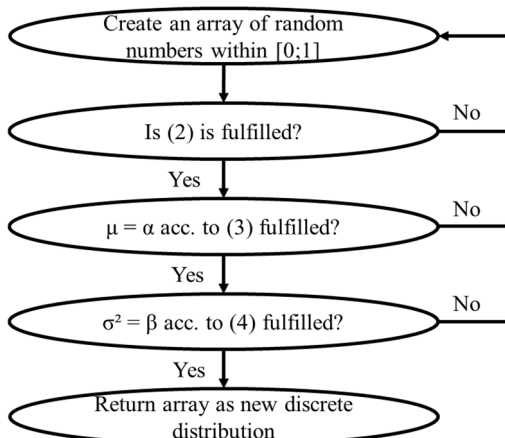 Create an array of random
numbers within [0;1]
No
Is (2) is fulfilled?
Yes
No
μ = α acc. to (3) fulfilled?
Yes
No
σ² = β acc. to (4) fulfilled?
Yes
Return array as new discrete
distribution